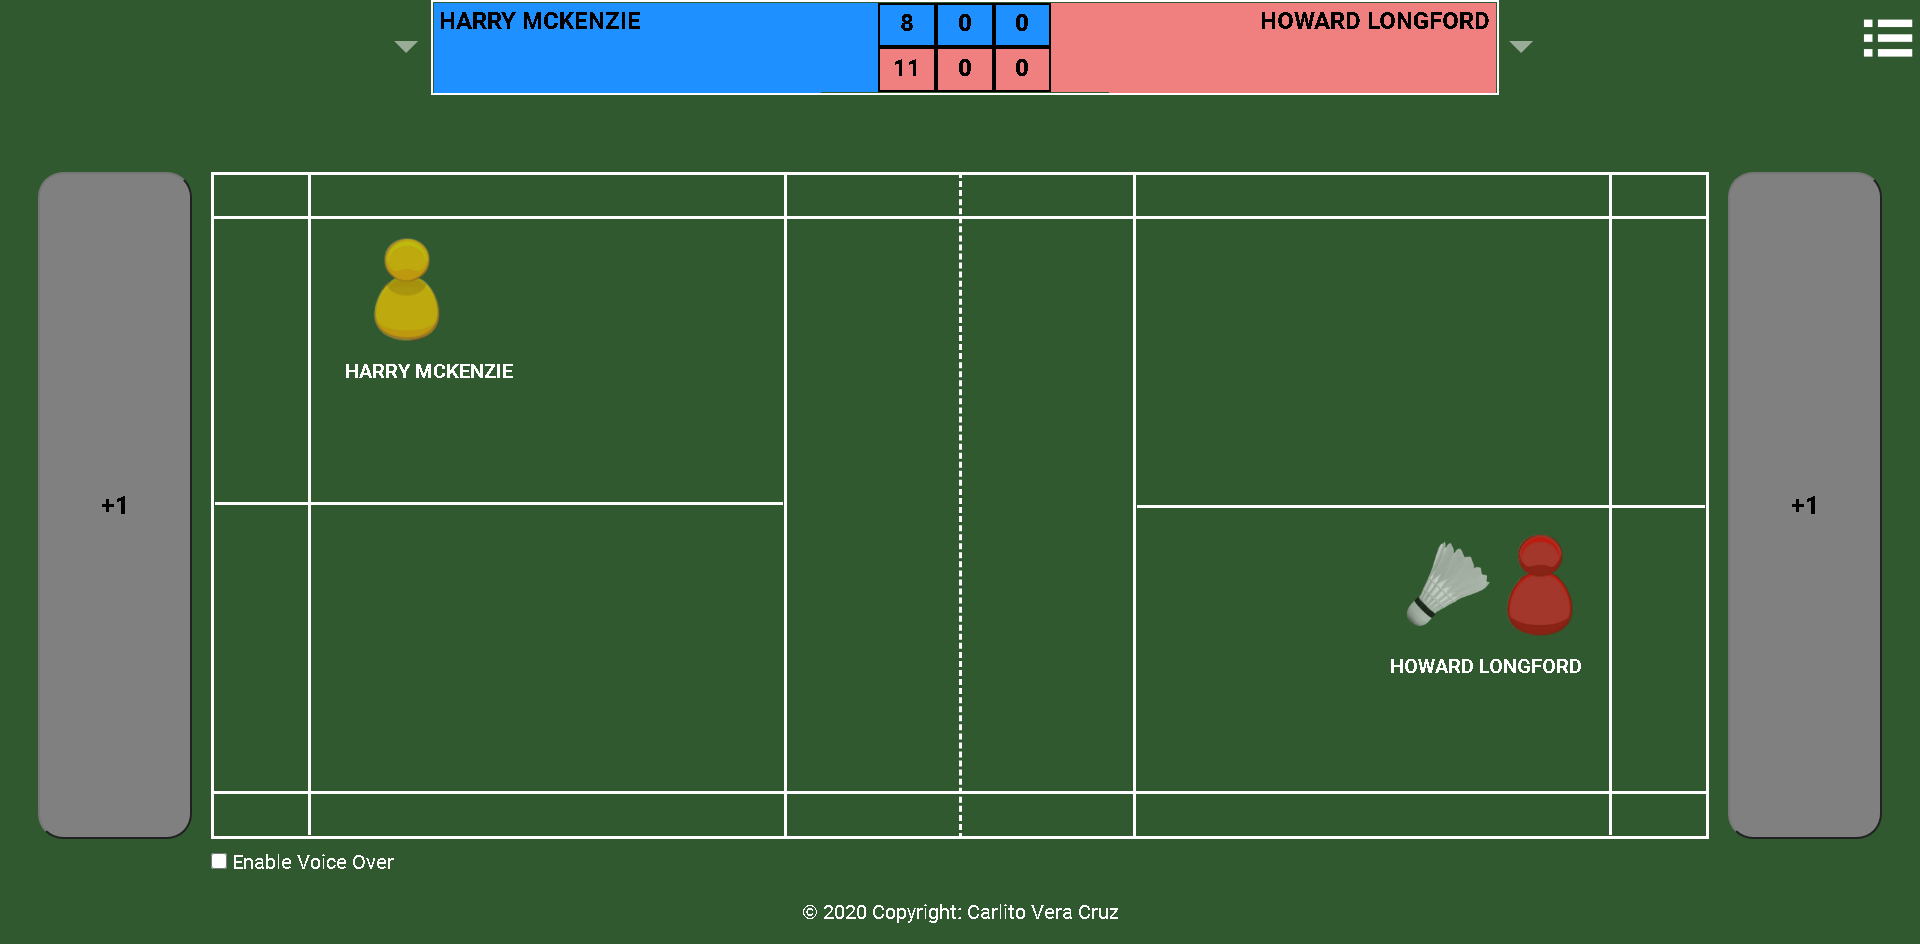 HARRY MCKENZIE 8 0 0 HOWARD LONGFORD
11 0 0
HARRY MCKENZIE
+1
+1
HOWARD LONGFORD
Enable Voice Over
© 2020 Copyright: Carlito Vera Cruz